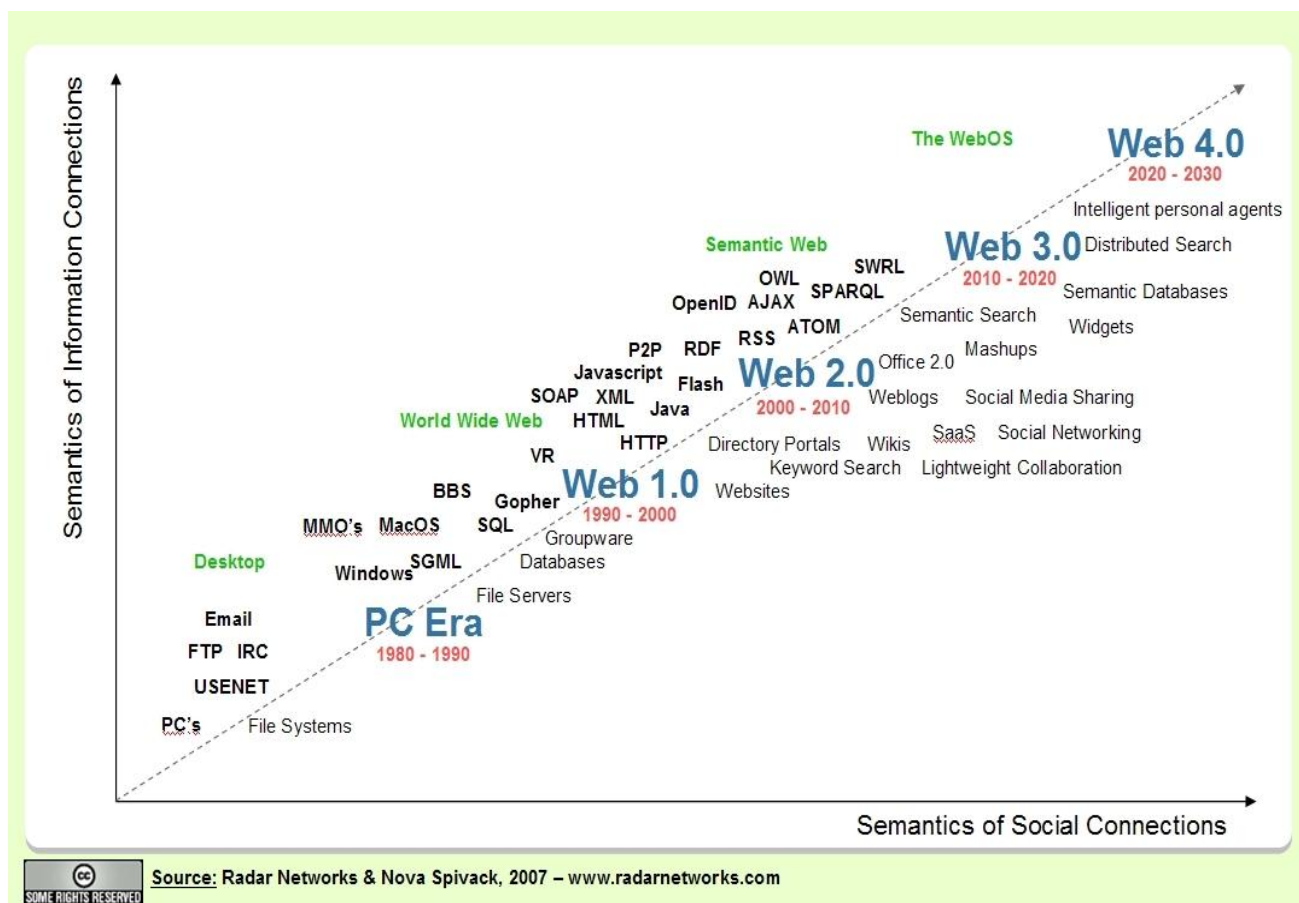 Semantics of Information Connections
The WebOS
Web 4.0
2020 - 2030
Intelligent personal agents
Semantic Web
Web 3.0
Distributed Search
2010 - 2020
SWRL
OWL
SPARQL
Semantic Databases
OpenID
AJAX
Semantic Search
ATOM
Widgets
RSS
P2P
RDF
Mashups
Office 2.0
Javascript
Web 2.0
Flash
SOAP
XML
Weblogs
Social Media Sharing
Java
2000 - 2010
World Wide Web
HTML
SaaS
Social Networking
HTTP
Directory Portals
Wikis
VR
Keyword Search
Lightweight Collaboration
Web 1.0
BBS
Websites
Gopher
1990 - 2000
MMO's
MacOS
SQL
Groupware
Desktop
SGML
Databases
Windows
File Servers
Email
PC Era
1980 - 1990
FTP
IRC
USENET
PC's
File Systems
Semantics of Social Connections
cc
SOME RIGHTS RESERVED
Source: Radar Networks & Nova Spivack, 2007 – www.radarnetworks.com